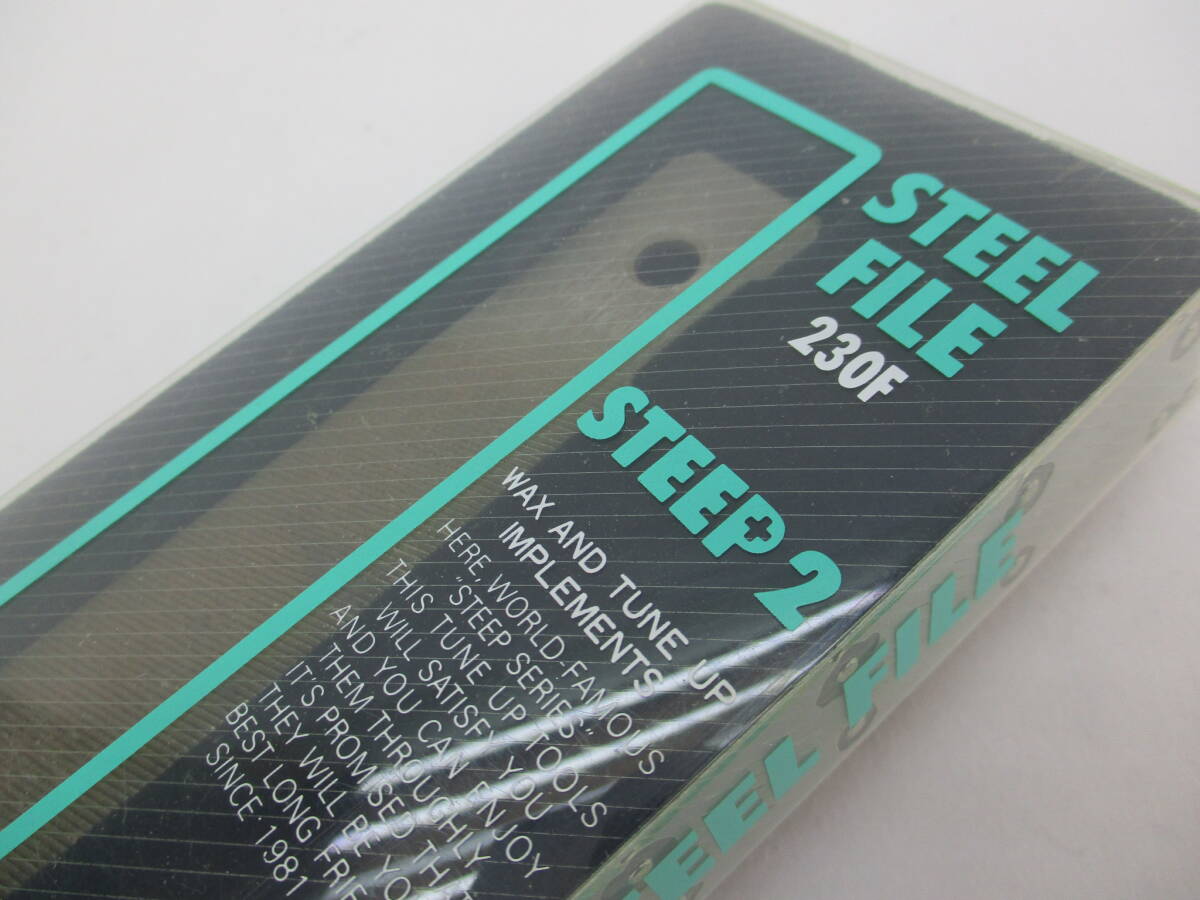 STEEL
FILE
230F
STEEP 2
WAX AND TUNE UP
IMPLEMENTS
HERE, WORLD-FAMOUS
"STEEP SERIES."
THIS TUNE UP TOOLS
WILL SATISFY YOU
AND YOU CAN ENJOY
THEM THROUGHLY
IT'S PROMISED THAT
THEY WILL BE
BEST LONG
SINCE 1981
STEEL FILE